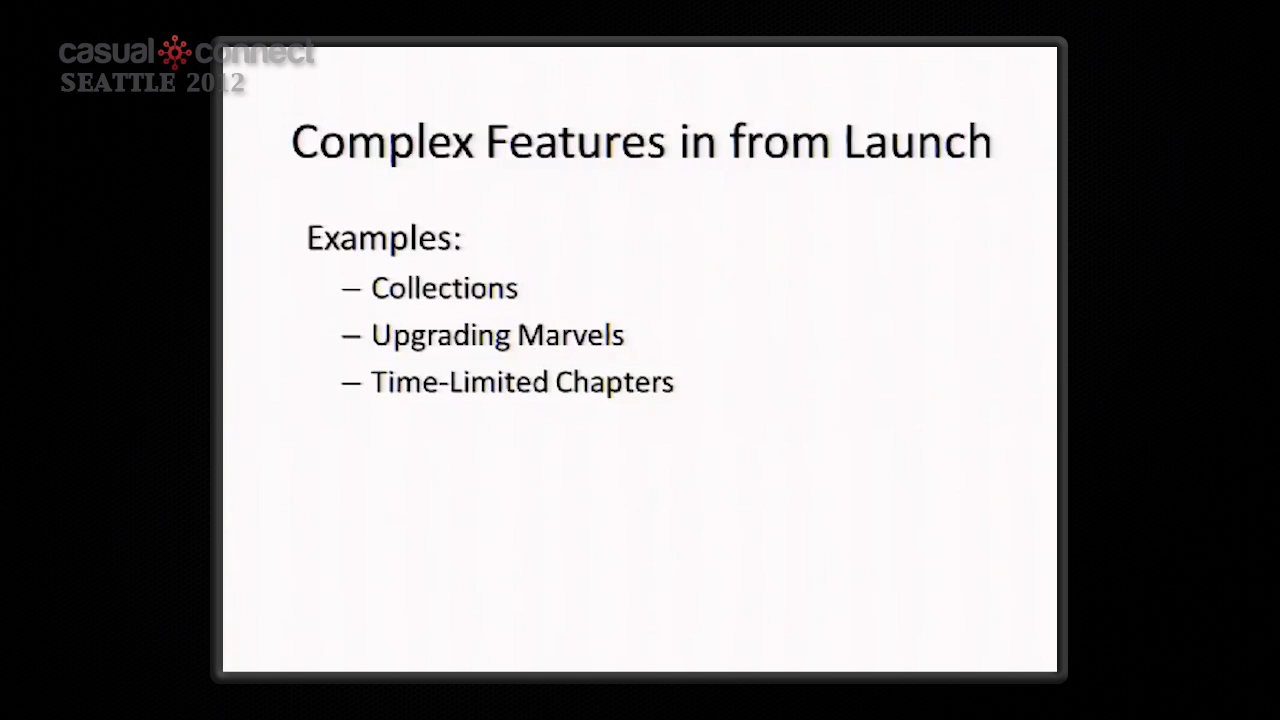 casual connect
SEATTLE 2012
Complex Features in from Launch
Examples:
– Collections
– Upgrading Marvels
– Time-Limited Chapters